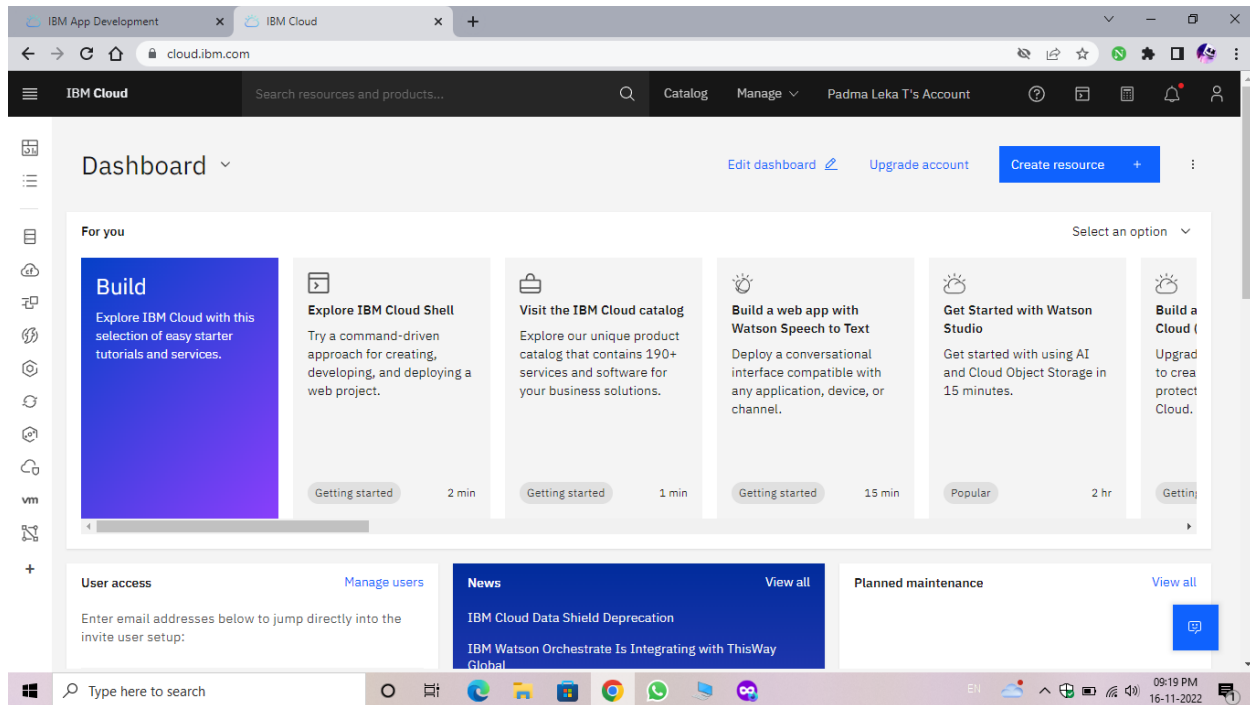 IBM App Development
IBM Cloud
cloud.ibm.com
IBM Cloud
Search resources and products...
Catalog
Manage
Padma Leka T's Account
Dashboard
Edit dashboard
Upgrade account
Create resource +
For you
Select an option
Build
Explore IBM Cloud with this
selection of easy starter
tutorials and services.
Explore IBM Cloud Shell
Try a command-driven
approach for creating,
developing, and deploying a
web project.
Getting started
2 min
Visit the IBM Cloud catalog
Explore our unique product
catalog that contains 190+
services and software for
your business solutions.
Getting started
1 min
Build a web app with
Watson Speech to Text
Deploy a conversational
interface compatible with
any application, device, or
channel.
Getting started
15 min
Get Started with Watson
Studio
Get started with using AI
and Cloud Object Storage in
15 minutes.
Popular
2 hr
Build a
Cloud (
Upgrad
to crea
protect
Cloud.
Getting
vm
User access
Manage users
Enter email addresses below to jump directly into the
invite user setup:
News
View all
IBM Cloud Data Shield Deprecation
IBM Watson Orchestrate Is Integrating with ThisWay
Global
Planned maintenance
View all
Type here to search
EN
09:19 PM
16-11-2022
1